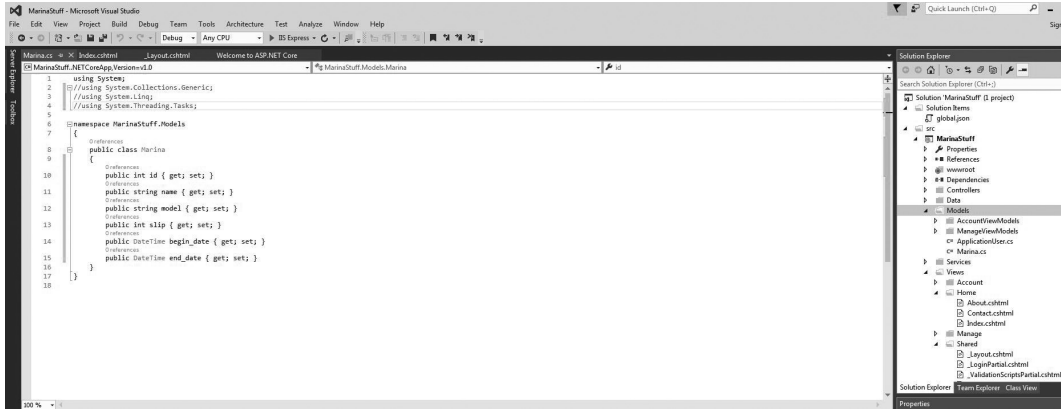 MarinaStuff - Microsoft Visual Studio
Quick Launch (Ctrl+Q)
File Edit View Project Build Debug Team Tools Architecture Test Analyze Window Help
Sign
Debug Any CPU IIS Express
Server Explorer
Toolbox
Marina.cs Index.cshtml _Layout.cshtml Welcome to ASP.NET Core
MarinaStuff..NETCoreApp,Version=v1.0 MarinaStuff.Models.Marina id
1 using System;
2 //using System.Collections.Generic;
3 //using System.Linq;
4 //using System.Threading.Tasks;
5
6 namespace MarinaStuff.Models
7 {
0 references
8 public class Marina
9 {
0 references
10 public int id { get; set; }
0 references
11 public string name { get; set; }
0 references
12 public string model { get; set; }
0 references
13 public int slip { get; set; }
0 references
14 public DateTime begin_date { get; set; }
0 references
15 public DateTime end_date { get; set; }
16 }
17 }
18
100 %
Solution Explorer
Search Solution Explorer (Ctrl+;)
Solution 'MarinaStuff' (1 project)
Solution Items
global.json
src
MarinaStuff
Properties
References
wwwroot
Dependencies
Controllers
Data
Models
AccountViewModels
ManageViewModels
C# ApplicationUser.cs
C# Marina.cs
Services
Views
Account
Home
About.cshtml
Contact.cshtml
Index.cshtml
Manage
Shared
_Layout.cshtml
_LoginPartial.cshtml
_ValidationScriptsPartial.cshtml
Solution Explorer Team Explorer Class View
Properties